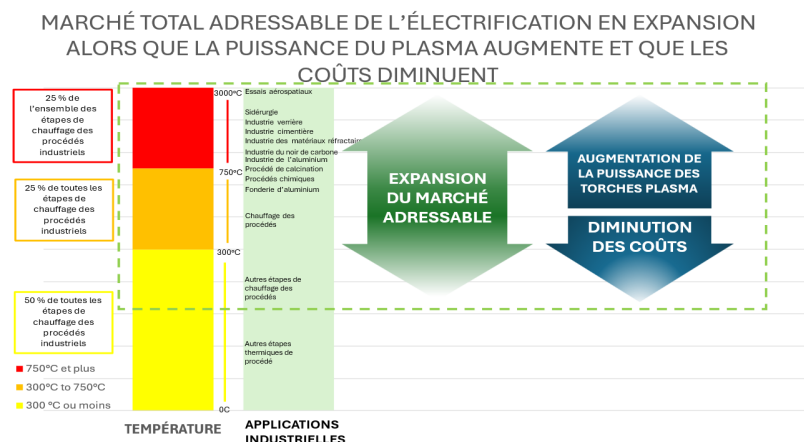 MARCHÉ TOTAL ADRESSABLE DE L'ÉLECTRIFICATION EN EXPANSION
ALORS QUE LA PUISSANCE DU PLASMA AUGMENTE ET QUE LES
COÛTS DIMINUENT
25 % de
l'ensemble des
étapes de
chauffage des
procédés
industriels
25 % de toutes les
étapes de
chauffage des
procédés
industriels
50 % de toutes les
étapes de
chauffage des
procédés
industriels
750°C et plus
300°C to 750°C
300 °C ou moins
3000°C
750°C
300°C
0C
TEMPÉRATURE
Essais aérospatiaux
Sidérurgie
Industrie verrière
Industrie cimentière
Industrie des matériaux réfractaires
Industrie du noir de carbone
Industrie de l'aluminium
Procédé de calcination
Procédés chimiques
Fonderie d'aluminium
Chauffage des
procédés
Autres étapes de
chauffage des
procédés
Autres étapes
thermiques de
procédé
APPLICATIONS
INDUSTRIELLES
EXPANSION
DU MARCHÉ
ADRESSABLE
AUGMENTATION DE
LA PUISSANCE DES
TORCHES PLASMA
DIMINUTION
DES COÛTS